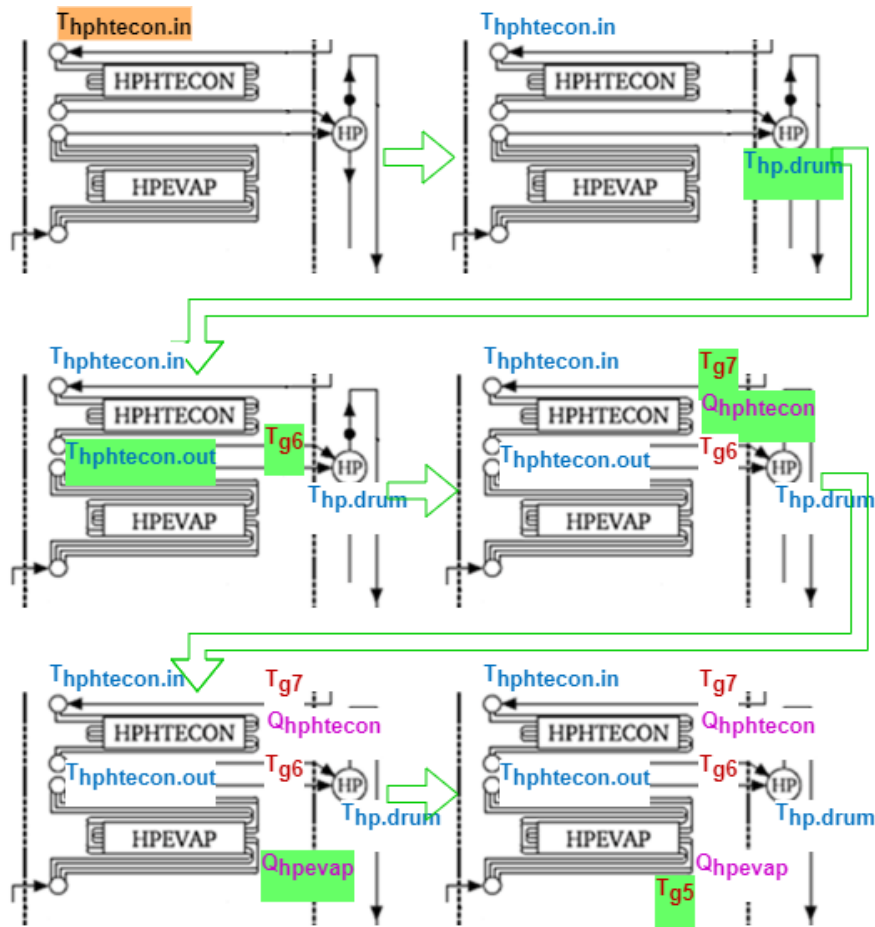 Thphtecon.in
HPHTECON
HP
HPEVAP
Thphtecon.in
HPHTECON
HP
Thp.drum
HPEVAP
Thphtecon.in
HPHTECON
Tg6
Thphtecon.out
HP
Thp.drum
HPEVAP
Thphtecon.in
Tg7
Qhphtecon
HPHTECON
Tg6
Thphtecon.out
HP
Thp.drum
HPEVAP
Thphtecon.in
Tg7
Qhphtecon
HPHTECON
Tg6
Thphtecon.out
HP
Thp.drum
HPEVAP
Qhpevap
Thphtecon.in
Tg7
Qhphtecon
HPHTECON
Tg6
Thphtecon.out
HP
Thp.drum
HPEVAP
Qhpevap
Tg5